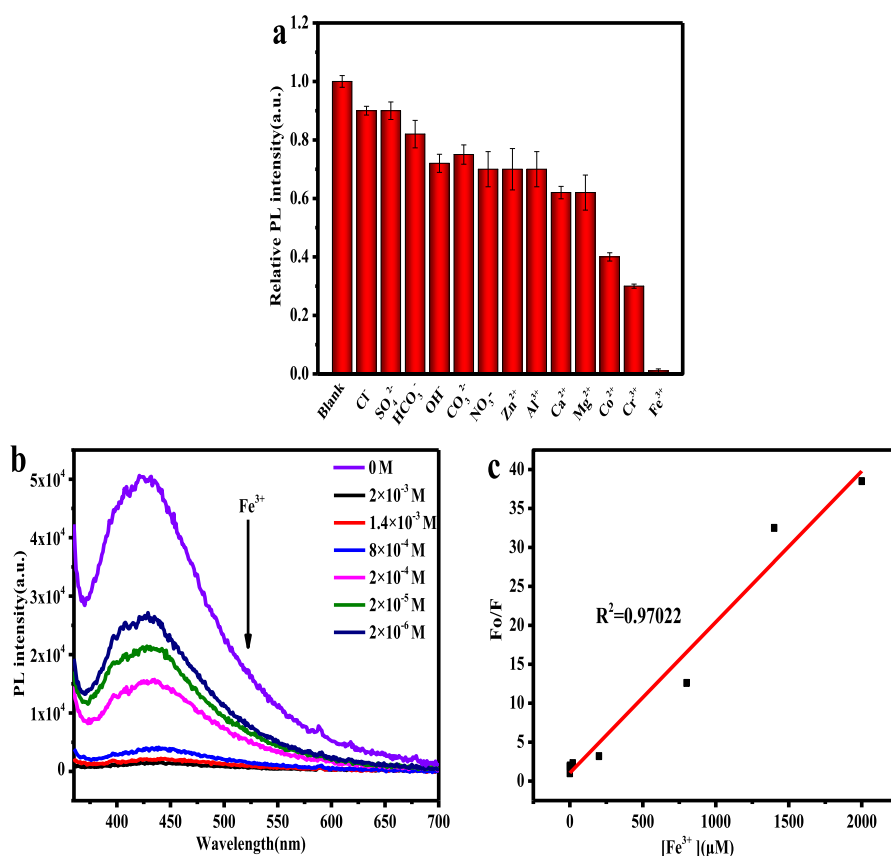 a
Relative PL intensity(a.u.)
1.0
0.8
0.6
0.4
0.2
0.0
Blank
Cl⁻
SO₄²⁻
HCO₃⁻
OH⁻
CO₃²⁻
NO₃⁻
Zn²⁺
Al³⁺
Ca²⁺
Mg²⁺
Co²⁺
Cr³⁺
Fe³⁺
b
PL intensity(a.u.)
5x10⁴
4x10⁴
3x10⁴
2x10⁴
1x10⁴
0
400
450
500
550
600
650
700
Wavelength(nm)
Fe³⁺
0 M
2×10⁻³ M
1.4×10⁻³ M
8×10⁻⁴ M
2×10⁻⁴ M
2×10⁻⁵ M
2×10⁻⁶ M
c
Fo/F
40
35
30
25
20
15
10
5
0
0
500
1000
1500
2000
[Fe³⁺ ](μM)
R²=0.97022